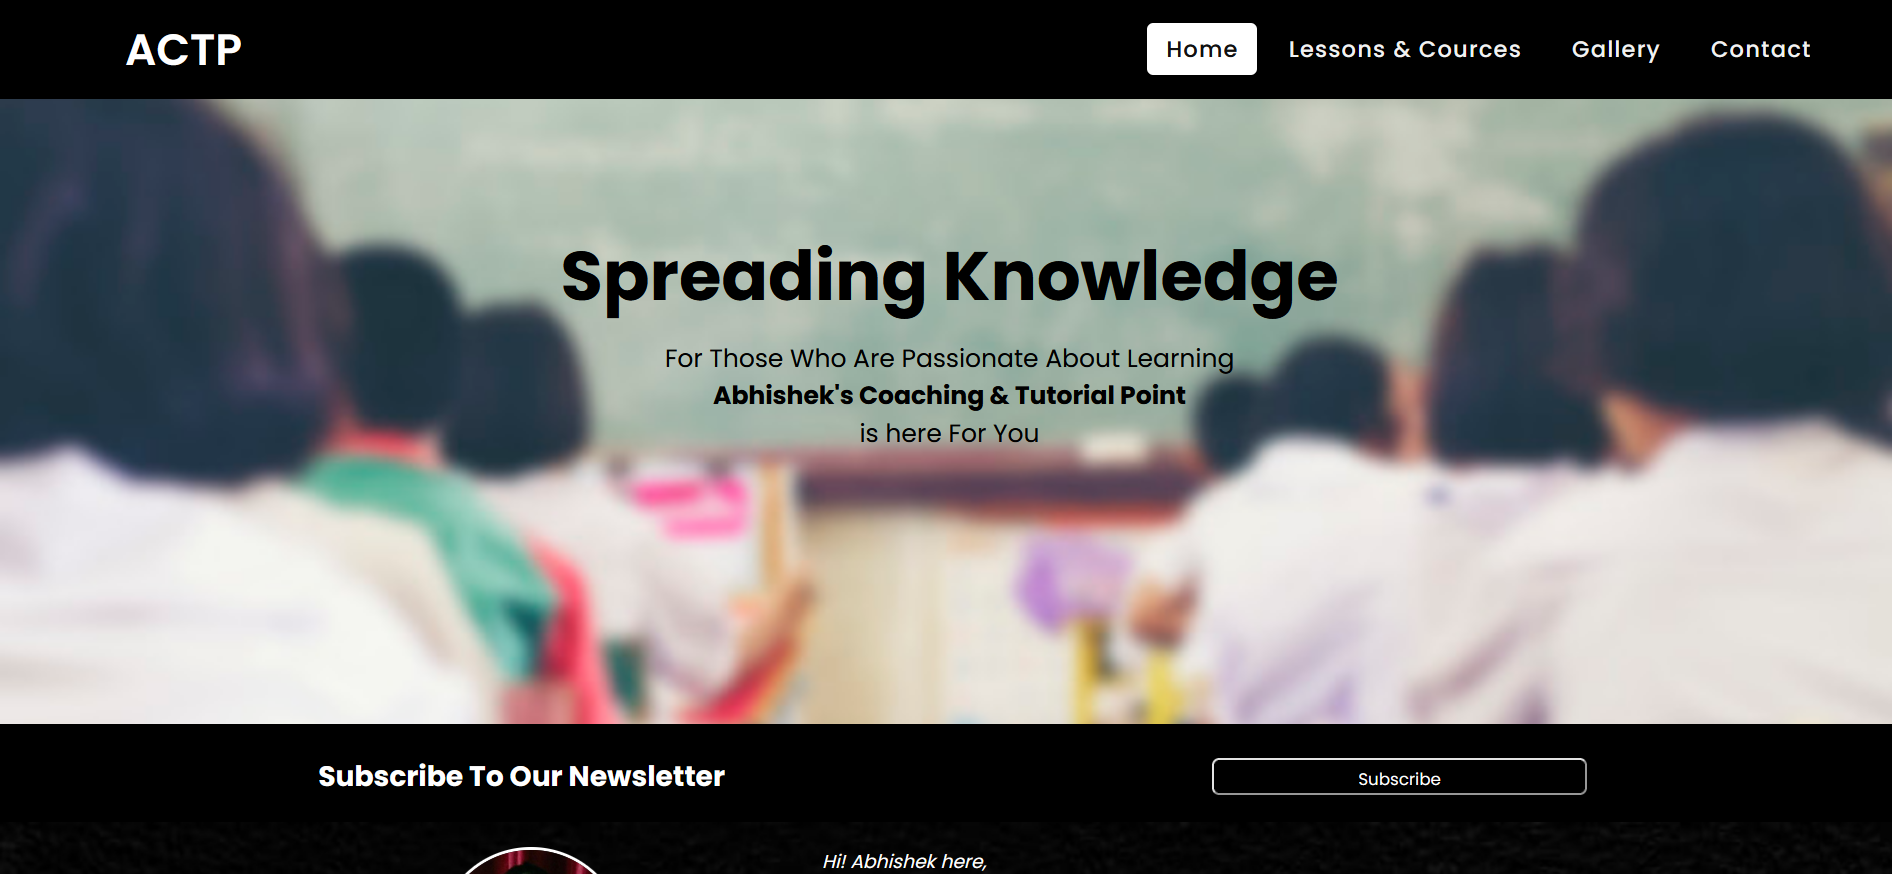 ACTP
Home
Lessons & Cources
Gallery
Contact
Spreading Knowledge
For Those Who Are Passionate About Learning
Abhishek's Coaching & Tutorial Point
is here For You
Subscribe To Our Newsletter
Subscribe
Hi! Abhishek here,